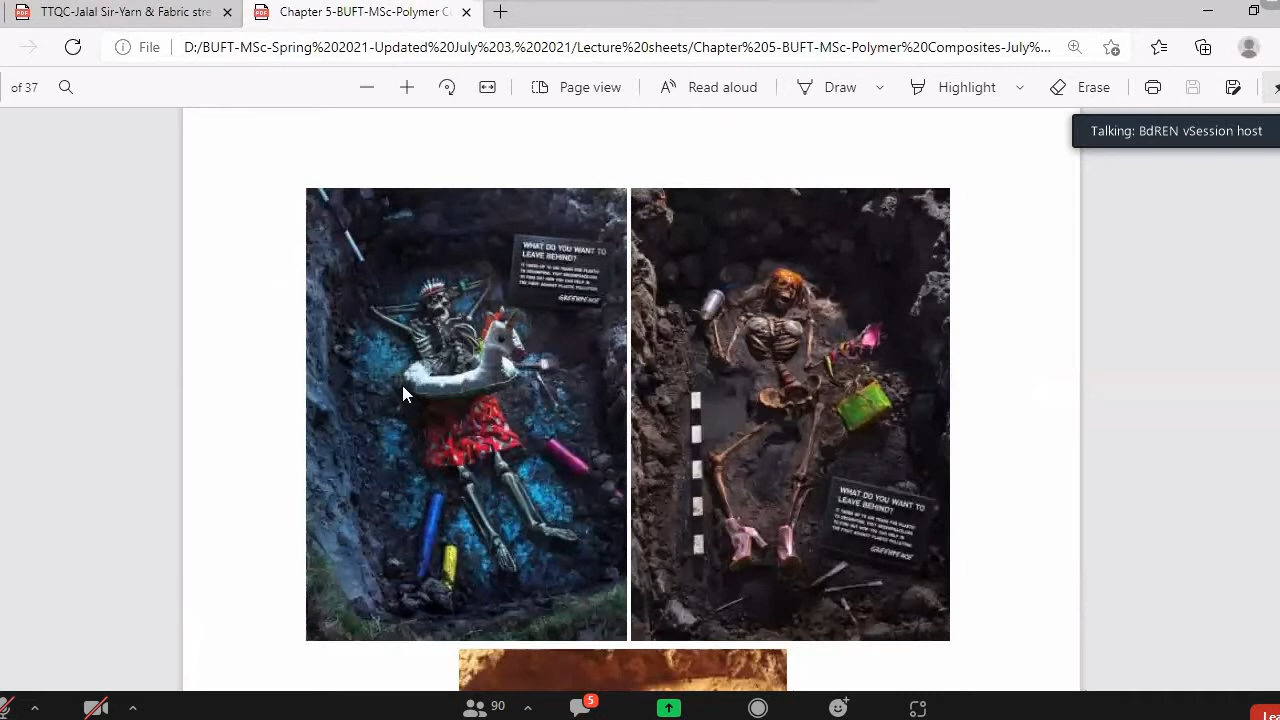 TTQC-Jalal Sir-Yarn & Fabric stre
Chapter 5-BUFT-MSc-Polymer C
File
D:/BUFT-MSc-Spring%202021-Updated%20July%203,%202021/Lecture%20sheets/Chapter%205-BUFT-MSc-Polymer%20Composites-July%...
of 37
Page view
Read aloud
Draw
Highlight
Erase
Talking: BdREN vSession host
WHAT DO YOU WANT TO
LEAVE BEHIND?
GREENPEACE
WHAT DO YOU WANT TO
LEAVE BEHIND?
GREENPEACE
90
5